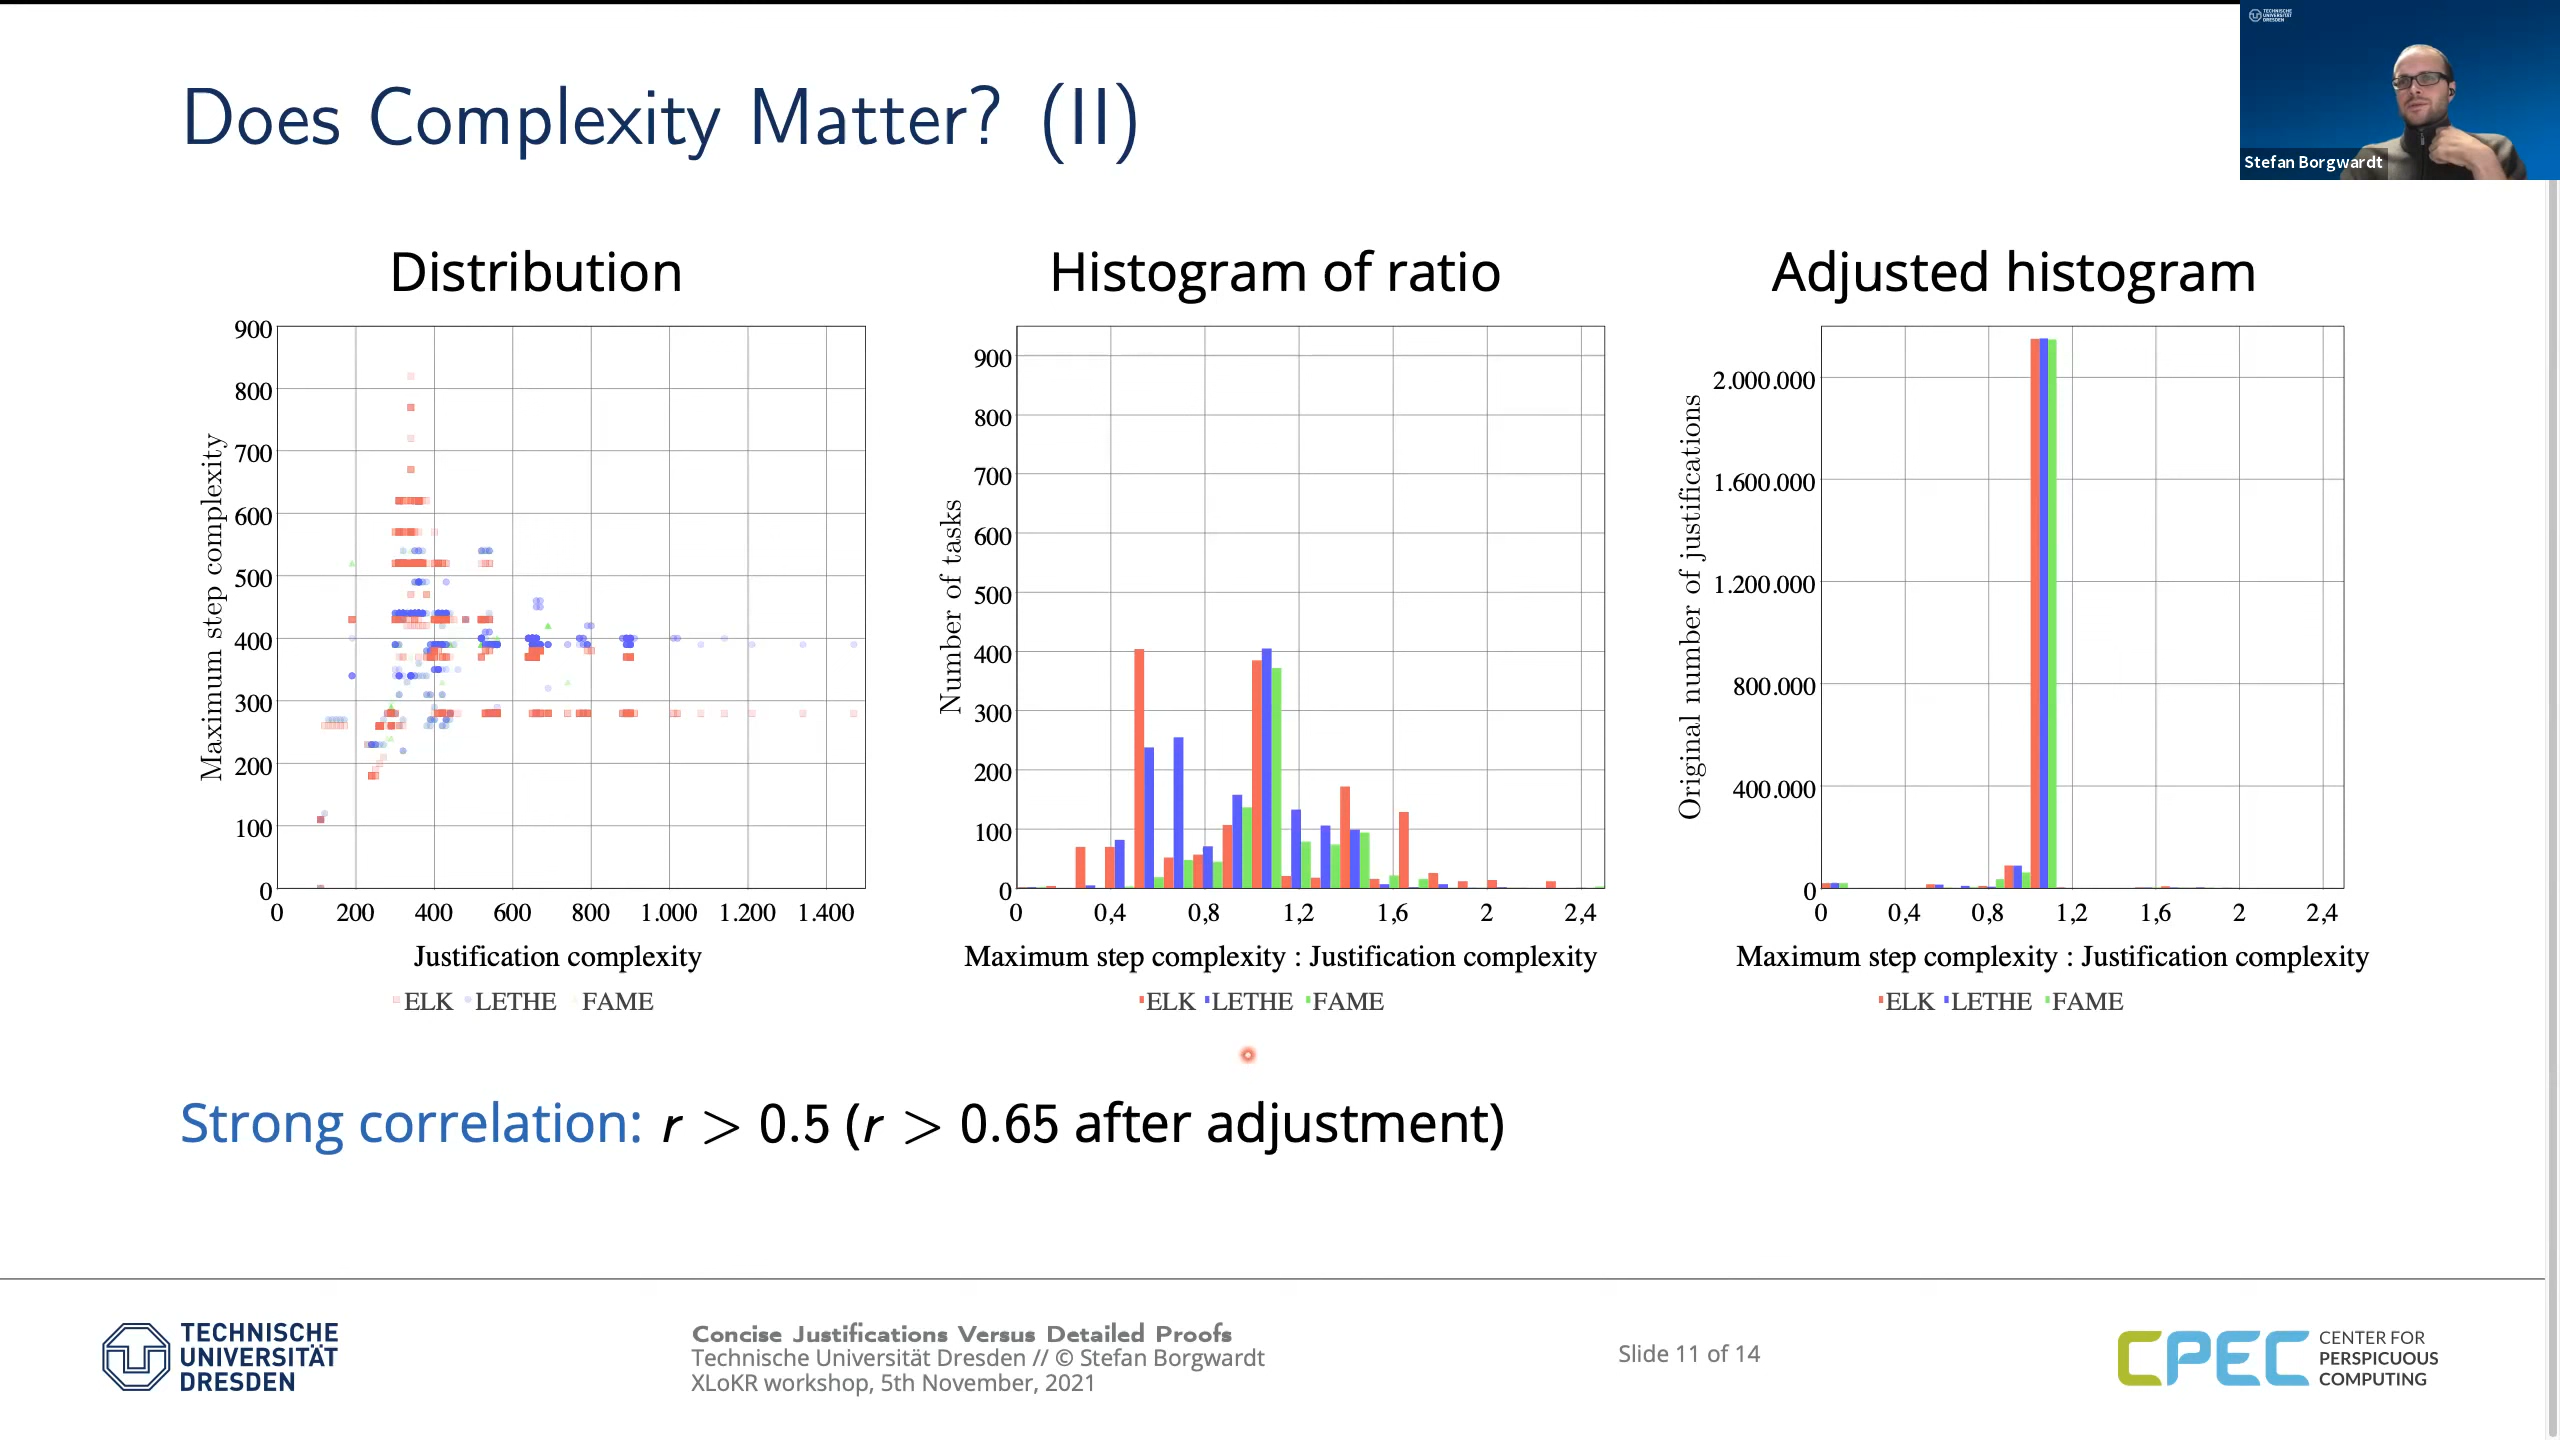 TECHNISCHE
UNIVERSITÄT
DRESDEN
Stefan Borgwardt
Does Complexity Matter? (II)
Distribution
900
800
700
600
500
400
300
200
100
0
Maximum step complexity
0 200 400 600 800 1.000 1.200 1.400
Justification complexity
ELK LETHE FAME
Histogram of ratio
900
800
700
600
500
400
300
200
100
0
Number of tasks
0 0,4 0,8 1,2 1,6 2 2,4
Maximum step complexity : Justification complexity
ELK LETHE FAME
Adjusted histogram
2.000.000
1.600.000
1.200.000
800.000
400.000
0
Original number of justifications
0 0,4 0,8 1,2 1,6 2 2,4
Maximum step complexity : Justification complexity
ELK LETHE FAME
Strong correlation: r > 0.5 (r > 0.65 after adjustment)
TECHNISCHE
UNIVERSITÄT
DRESDEN
Concise Justifications Versus Detailed Proofs
Technische Universität Dresden // © Stefan Borgwardt
XLoKR workshop, 5th November, 2021
Slide 11 of 14
CPEC
CENTER FOR
PERSPICUOUS
COMPUTING